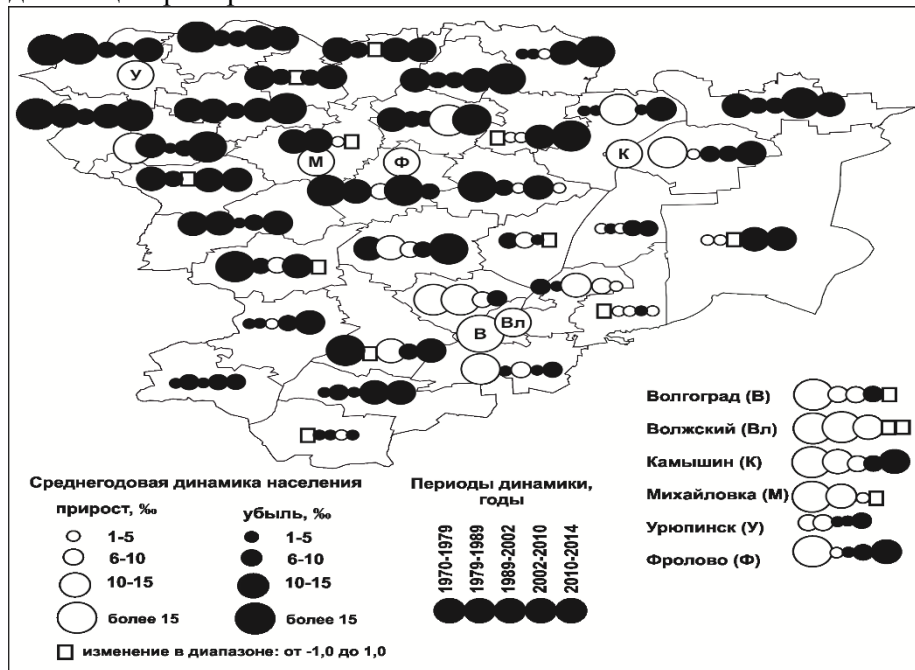 У
М
Ф
К
В
Вл
Волгоград (В)
Волжский (Вл)
Камышин (К)
Михайловка (М)
Урюпинск (У)
Фролово (Ф)
Среднегодовая динамика населения
прирост, ‰
1-5
6-10
10-15
более 15
убыль, ‰
1-5
6-10
10-15
более 15
изменение в диапазоне: от -1,0 до 1,0
Периоды динамики,
годы
1970-1979
1979-1989
1989-2002
2002-2010
2010-2014